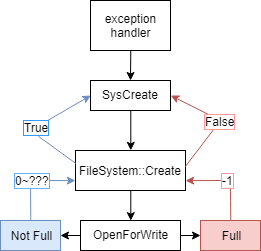 exception
handler
SysCreate
True
False
FileSystem::Create
0~???
-1
Not Full
OpenForWrite
Full